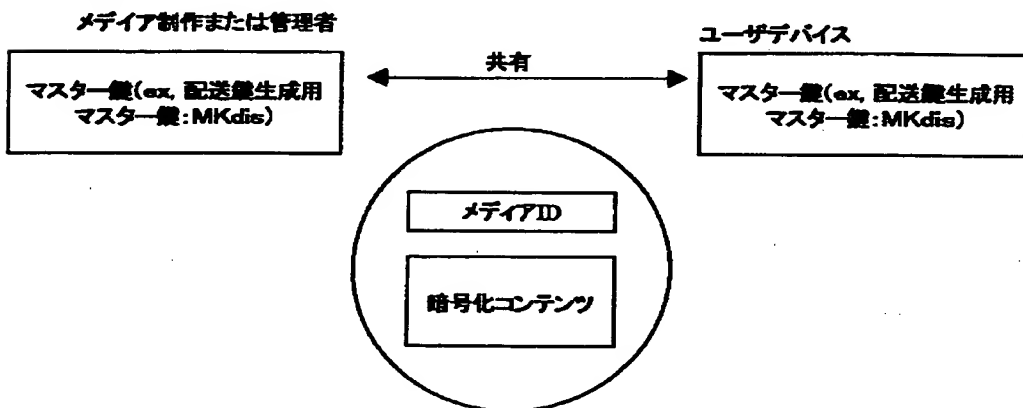 メデイア制作または管理者
ユーザデバイス
共有
マスター鍵(ex, 配送鍵生成用
マスター鍵:MKdis)
マスター鍵(ex, 配送鍵生成用
マスター鍵:MKdis)
メディアID
暗号化コンテンツ